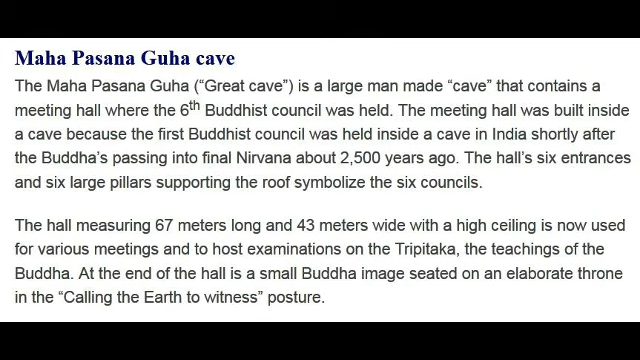 Maha Pasana Guha cave
The Maha Pasana Guha (“Great cave”) is a large man made “cave” that contains a
meeting hall where the 6th Buddhist council was held. The meeting hall was built inside
a cave because the first Buddhist council was held inside a cave in India shortly after
the Buddha’s passing into final Nirvana about 2,500 years ago. The hall’s six entrances
and six large pillars supporting the roof symbolize the six councils.
The hall measuring 67 meters long and 43 meters wide with a high ceiling is now used
for various meetings and to host examinations on the Tripitaka, the teachings of the
Buddha. At the end of the hall is a small Buddha image seated on an elaborate throne
in the “Calling the Earth to witness” posture.